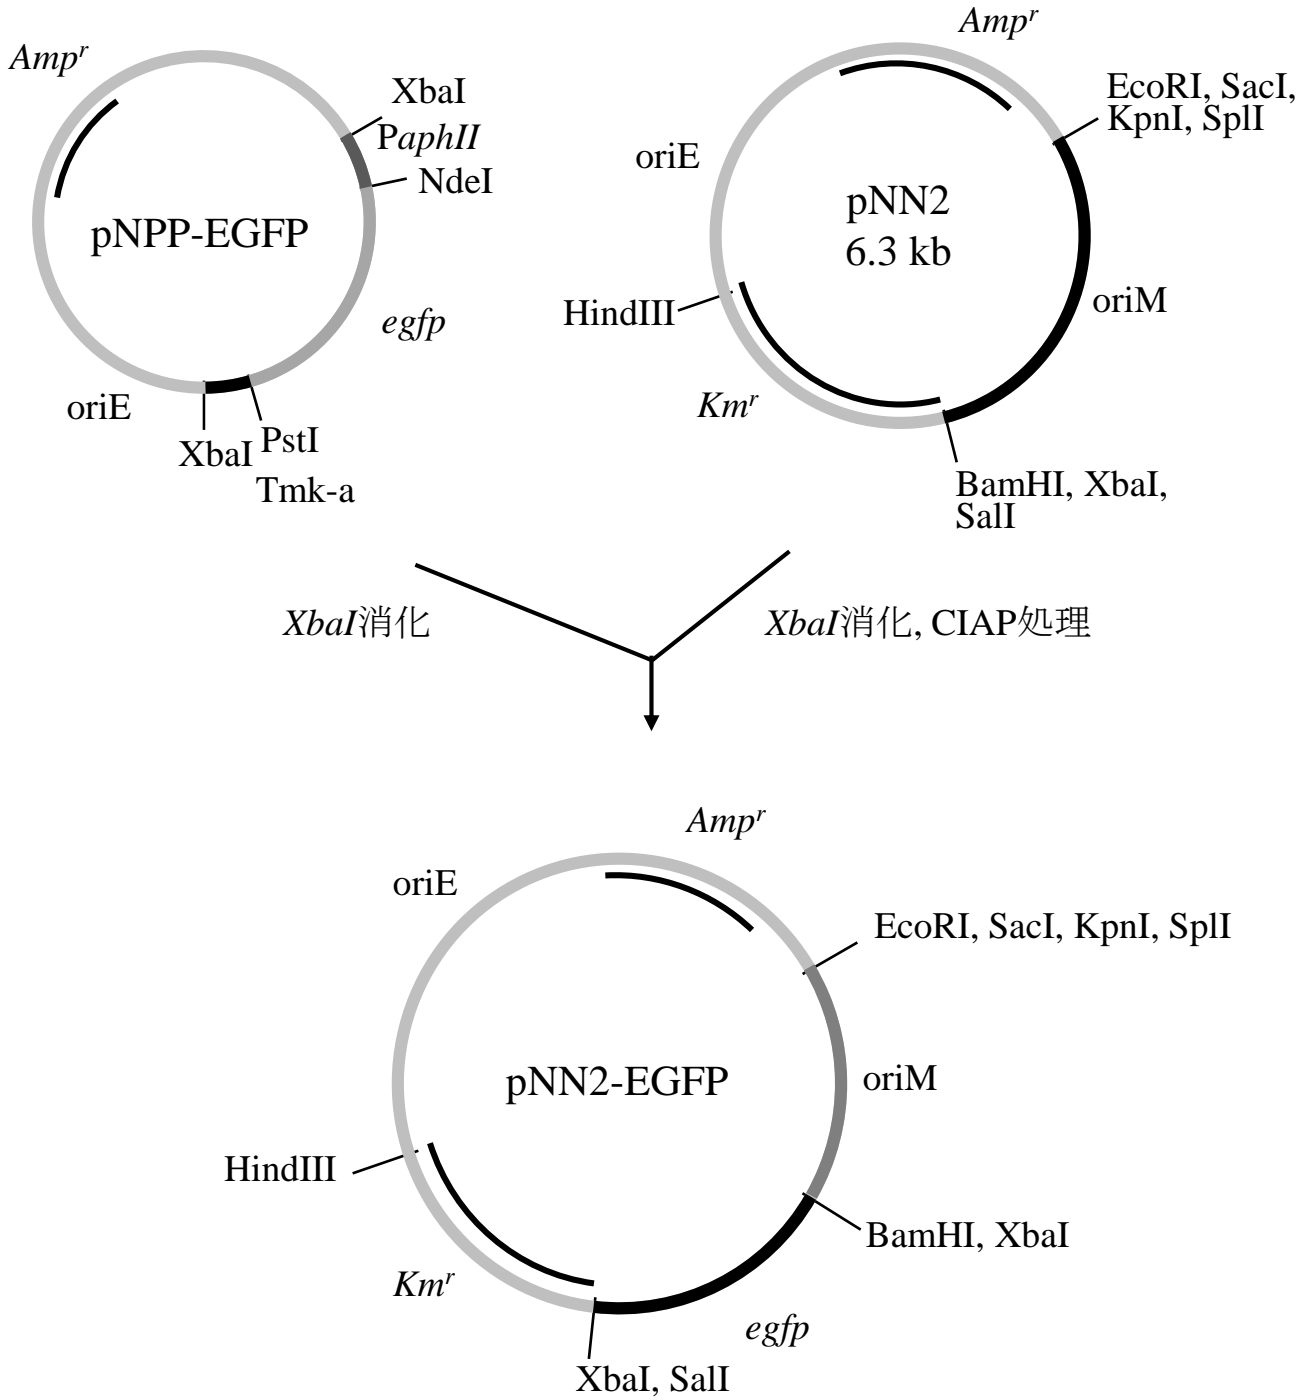 Amp^r
XbaI
PaphII
NdeI
pNPP-EGFP
egfp
oriE
XbaI
PstI
Tmk-a
Amp^r
EcoRI, SacI,
KpnI, SplI
oriE
pNN2
6.3 kb
HindIII
oriM
Km^r
BamHI, XbaI,
SalI
XbaI消化
XbaI消化, CIAP処理
Amp^r
oriE
EcoRI, SacI, KpnI, SplI
pNN2-EGFP
oriM
HindIII
BamHI, XbaI
Km^r
egfp
XbaI, SalI